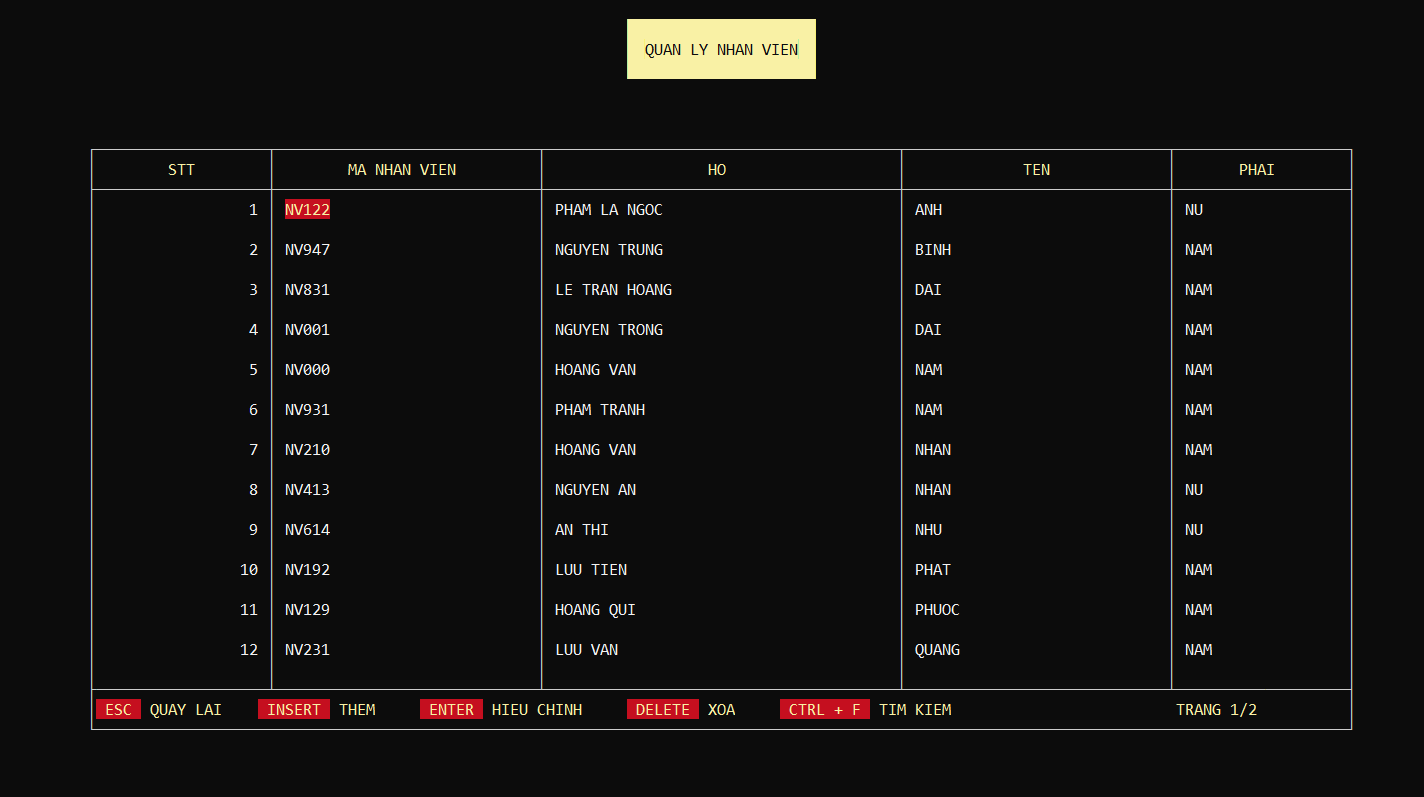 QUAN LY NHAN VIEN
STT MA NHAN VIEN HO TEN PHAI
1 NV122 PHAM LA NGOC ANH NU
2 NV947 NGUYEN TRUNG BINH NAM
3 NV831 LE TRAN HOANG DAI NAM
4 NV001 NGUYEN TRONG DAI NAM
5 NV000 HOANG VAN NAM NAM
6 NV931 PHAM TRANH NAM NAM
7 NV210 HOANG VAN NHAN NAM
8 NV413 NGUYEN AN NHAN NU
9 NV614 AN THI NHU NU
10 NV192 LUU TIEN PHAT NAM
11 NV129 HOANG QUI PHUOC NAM
12 NV231 LUU VAN QUANG NAM
ESC QUAY LAI INSERT THEM ENTER HIEU CHINH DELETE XOA CTRL + F TIM KIEM TRANG 1/2